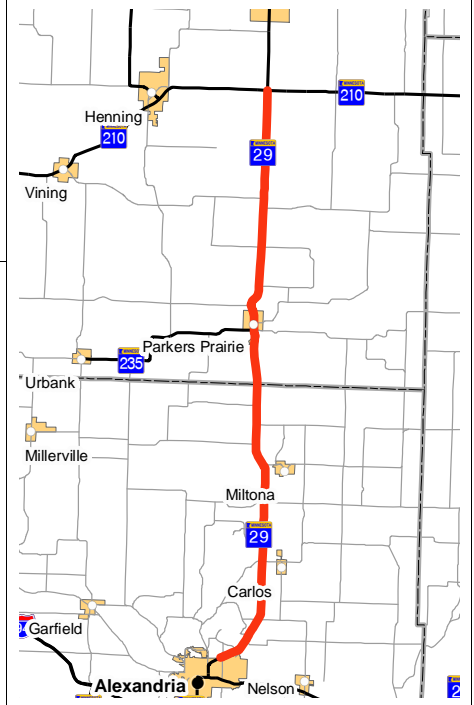 MINNESOTA
210
Henning
MINNESOTA
210
MINNESOTA
29
Vining
Parkers Prairie
235
Urbank
Millerville
Miltona
MINNESOTA
29
Carlos
Garfield
Alexandria
Nelson
2